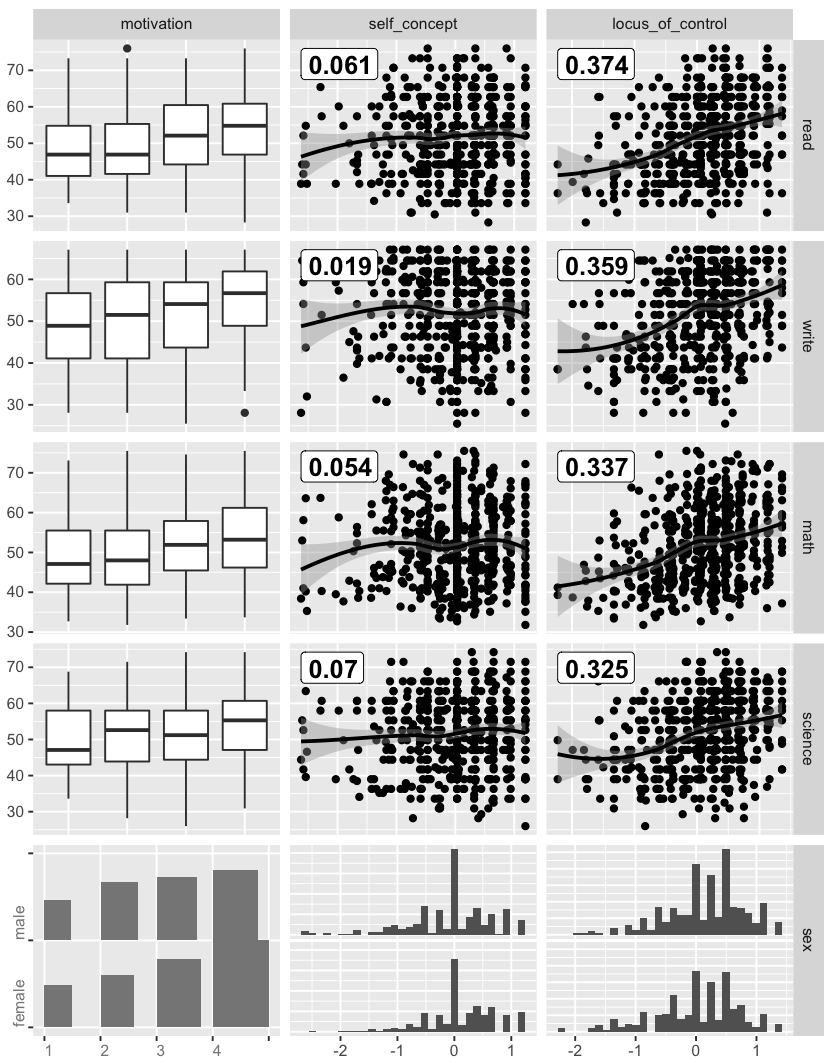 motivation self_concept locus_of_control
70 60 50 40 30 0.061 0.374 read
60 50 40 30 0.019 0.359 write
70 60 50 40 30 0.054 0.337 math
70 60 50 40 30 0.07 0.325 science
male female sex
1 2 3 4 -2 -1 0 1 -2 -1 0 1